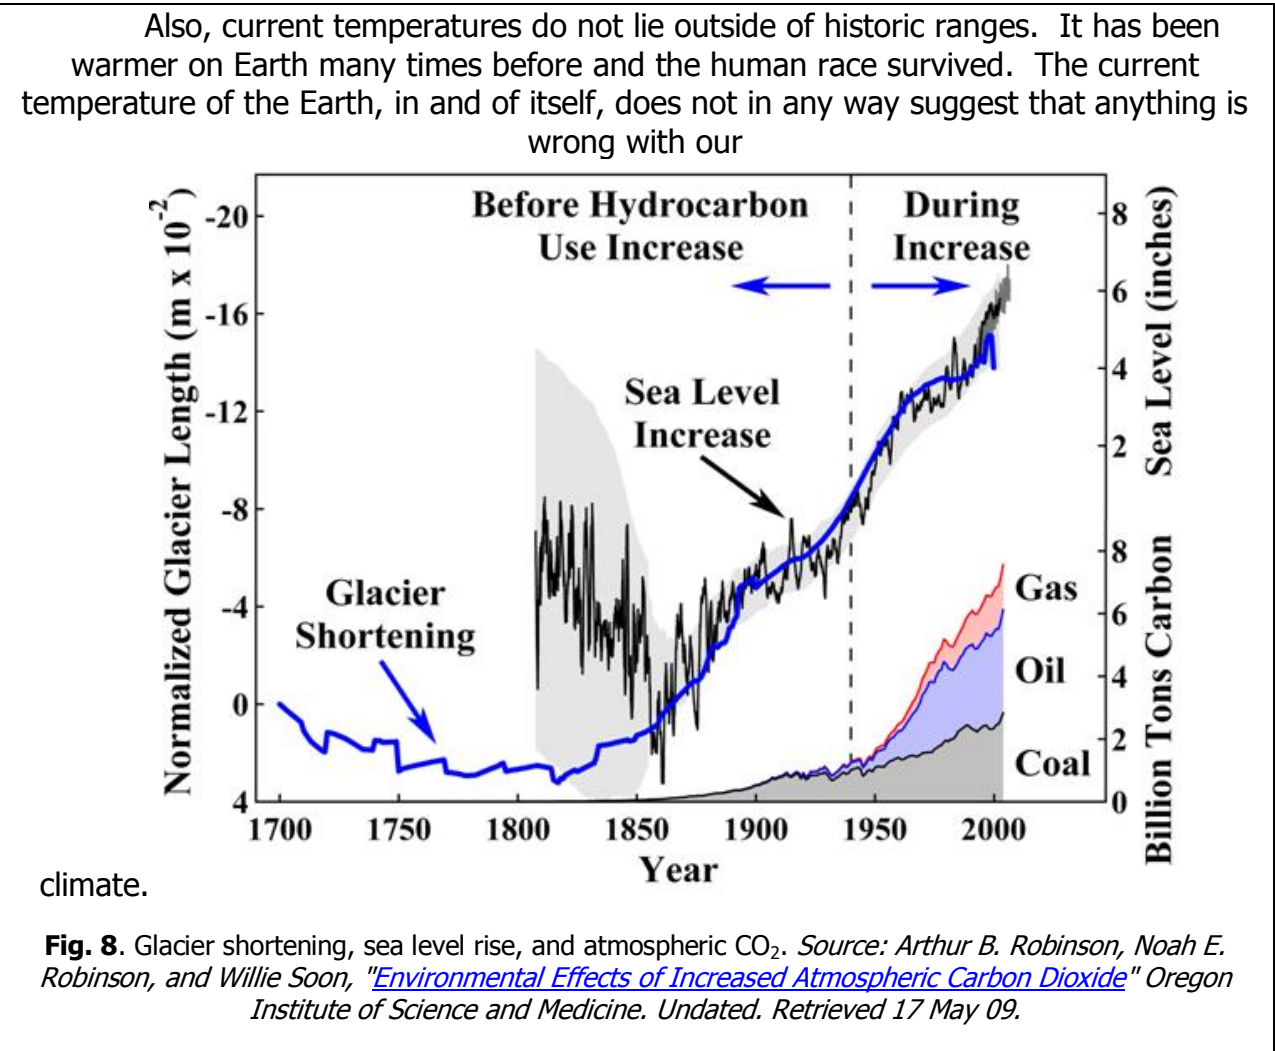 Also, current temperatures do not lie outside of historic ranges.  It has been
warmer on Earth many times before and the human race survived.  The current
temperature of the Earth, in and of itself, does not in any way suggest that anything is
wrong with our
Before Hydrocarbon
Use Increase
During
Increase
Normalized Glacier Length (m x 10⁻²)
-20
-16
-12
-8
-4
0
4
Sea Level (inches)
8
6
4
2
Billion Tons Carbon
8
6
4
2
0
Sea Level
Increase
Glacier
Shortening
Gas
Oil
Coal
1700 1750 1800 1850 1900 1950 2000
Year
climate.
Fig. 8. Glacier shortening, sea level rise, and atmospheric CO₂. Source: Arthur B. Robinson, Noah E.
Robinson, and Willie Soon, "Environmental Effects of Increased Atmospheric Carbon Dioxide" Oregon
Institute of Science and Medicine. Undated. Retrieved 17 May 09.